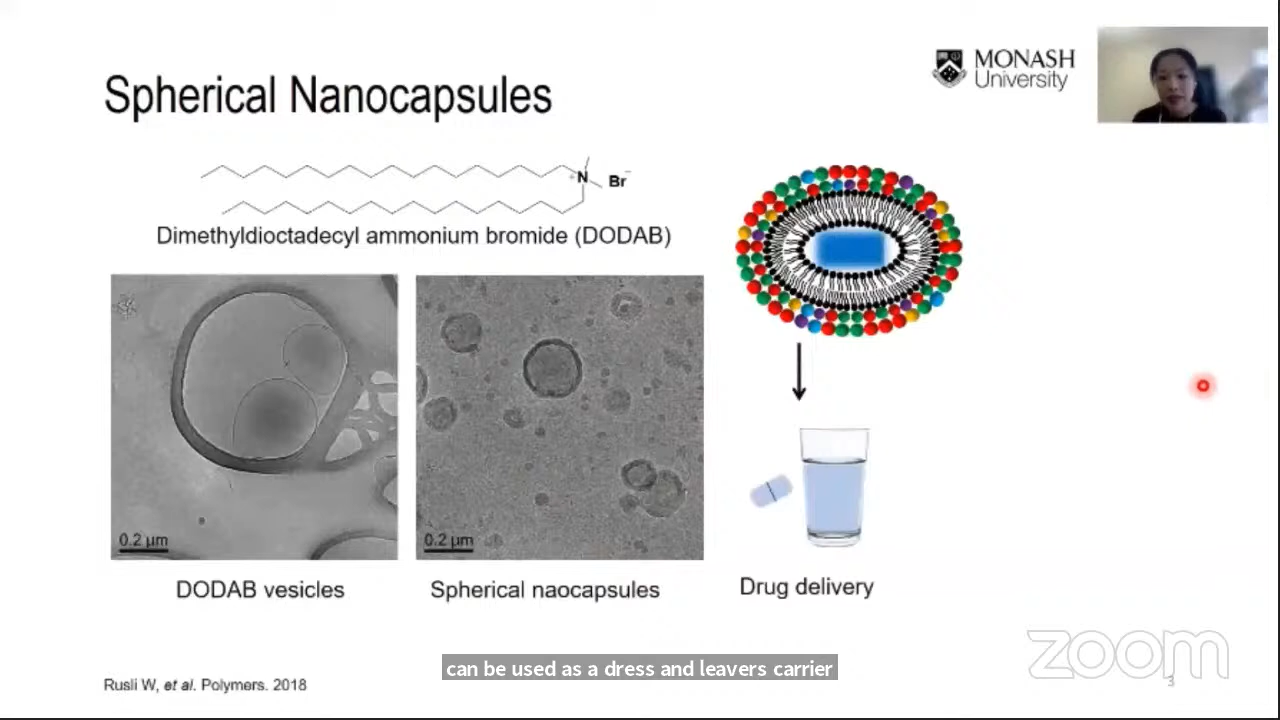 MONASH
University
Spherical Nanocapsules
+N
Br-
Dimethyldioctadecyl ammonium bromide (DODAB)
0.2 µm
0.2 µm
DODAB vesicles
Spherical naocapsules
Drug delivery
can be used as a dress and leavers carrier
zoom
Rusli W, et al. Polymers. 2018
3